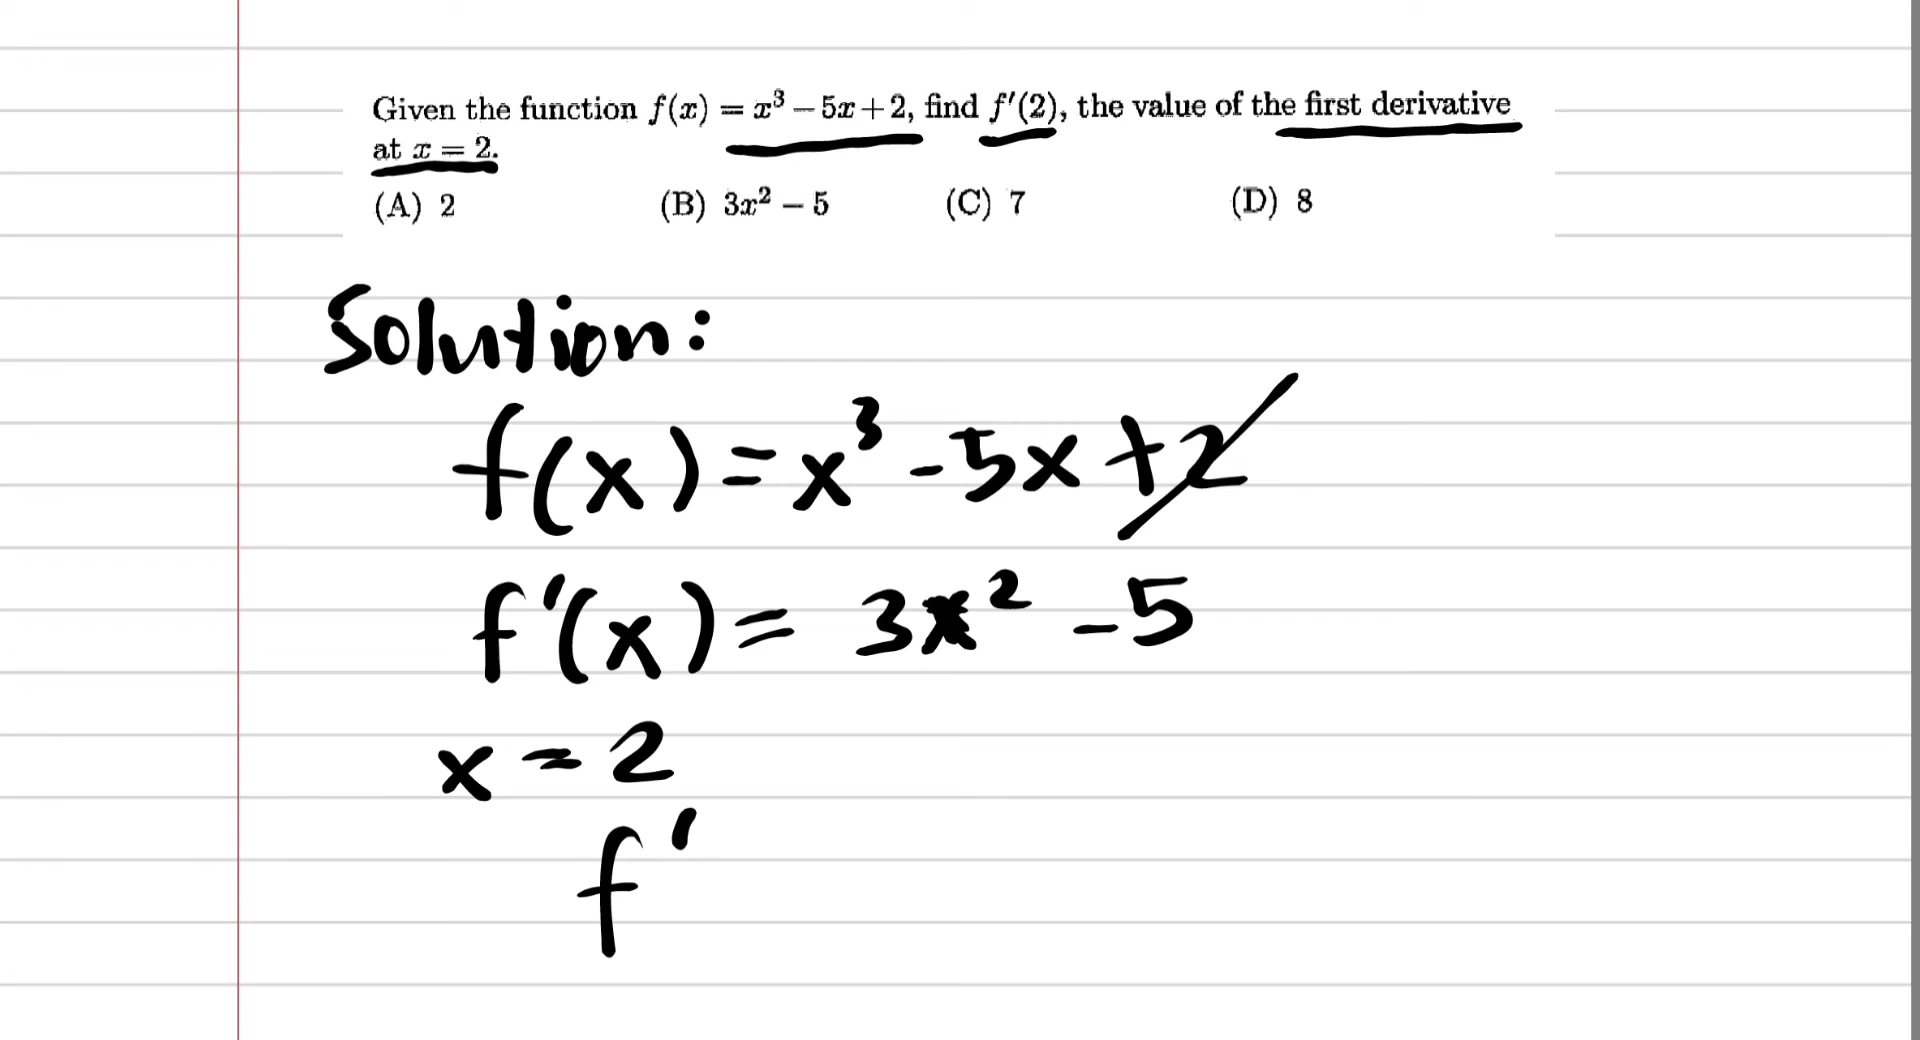 Given the function f(x) = x³ − 5x + 2, find f′(2), the value of the first derivative
at x = 2.
(A) 2 (B) 3x² − 5 (C) 7 (D) 8
Solution:
f(x) = x³ - 5x + 2
f'(x) = 3x² - 5
x = 2
f'